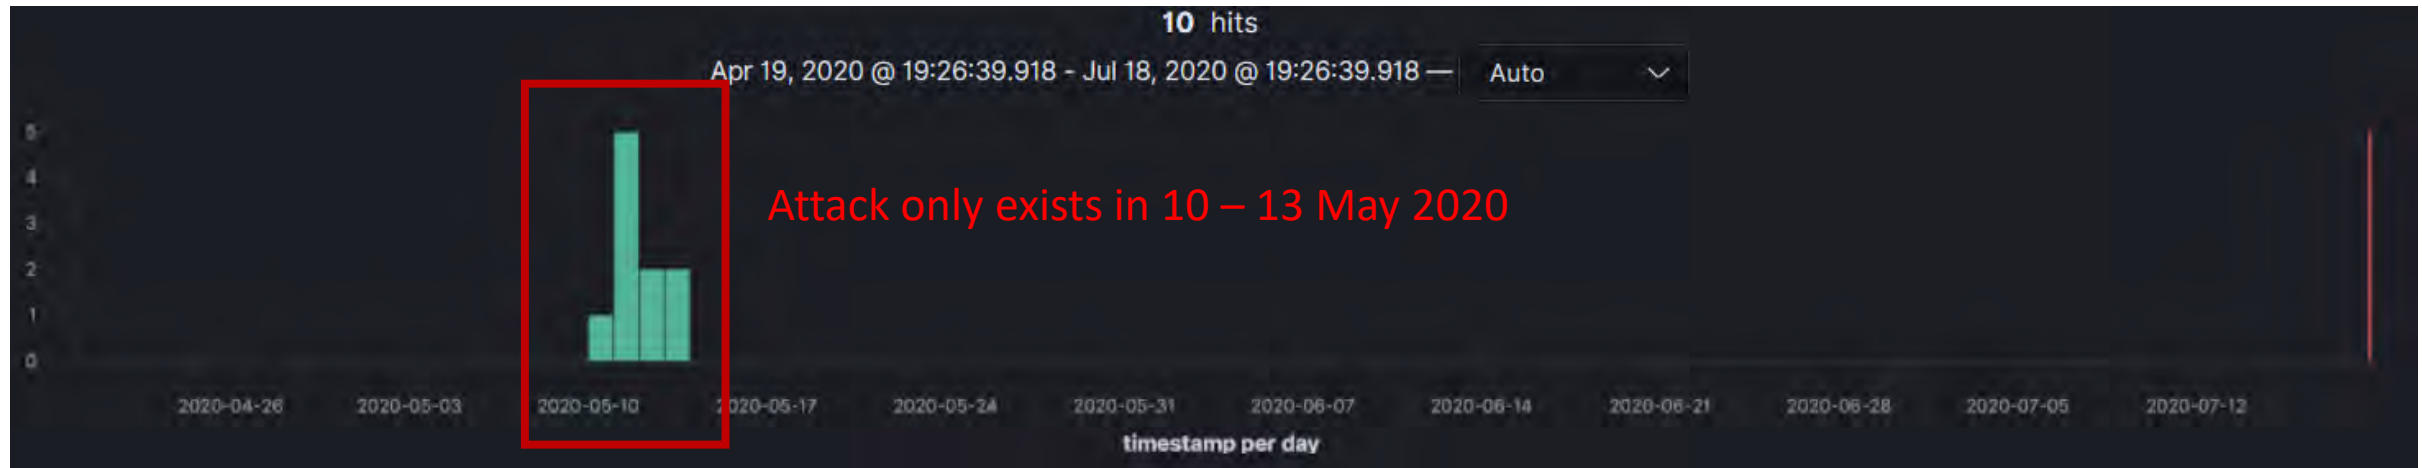 10 hits
Apr 19, 2020 @ 19:26:39.918 - Jul 18, 2020 @ 19:26:39.918 — Auto
5
4
Attack only exists in 10 – 13 May 2020
3
2
1
0
2020-04-26 2020-05-03 2020-05-10 2020-05-17 2020-05-24 2020-05-31 2020-06-07 2020-06-14 2020-06-21 2020-06-28 2020-07-05 2020-07-12
timestamp per day